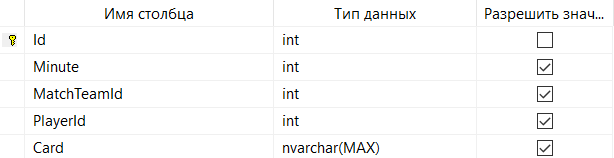 Имя столбца Тип данных Разрешить знач...
Id int
Minute int
MatchTeamId int
PlayerId int
Card nvarchar(MAX)